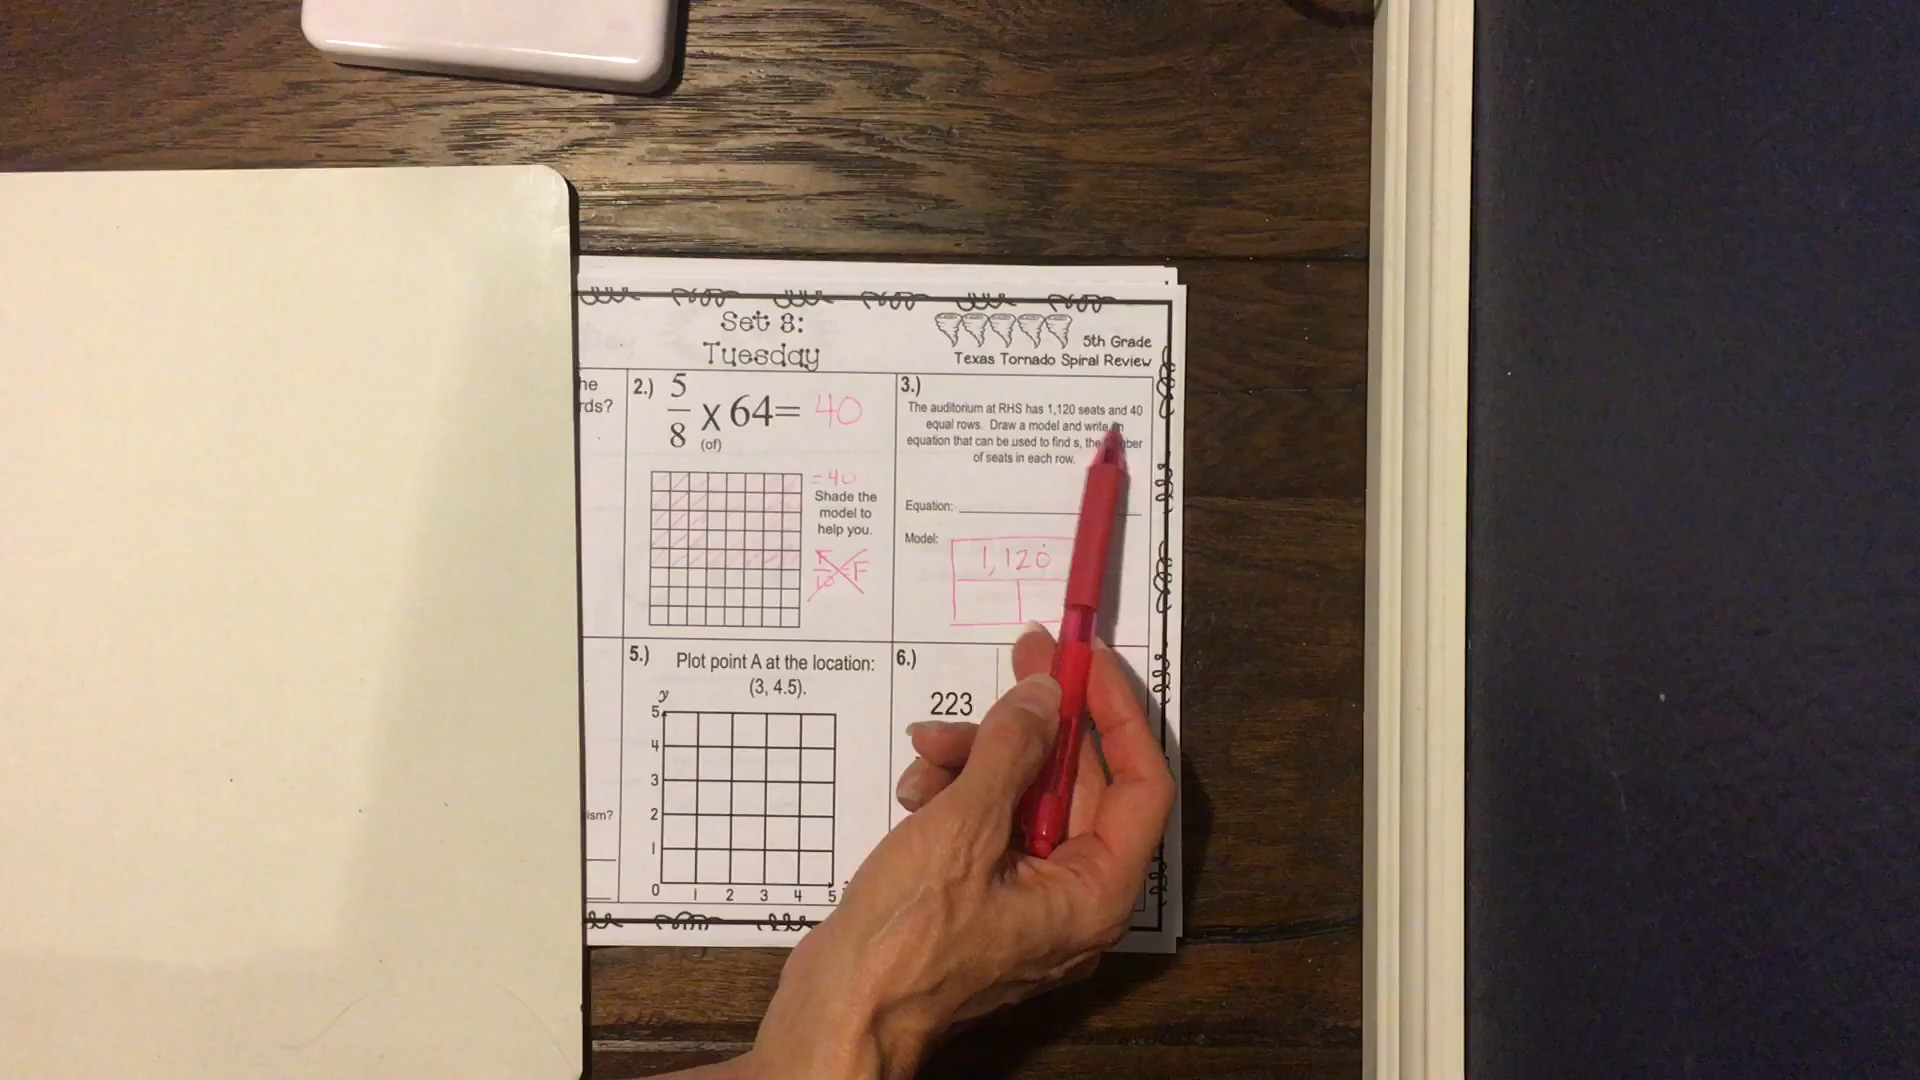 Set 8:
Tuesday
5th Grade
Texas Tornado Spiral Review
he
rds?
2.) 5/8 x 64= 40
(of)
= 40
Shade the
model to
help you.
3.)
The auditorium at RHS has 1,120 seats and 40
equal rows. Draw a model and write
equation that can be used to find s, the
of seats in each row.
Equation:
Model:
1,120
ism?
5.) Plot point A at the location:
(3, 4.5).
y
5
4
3
2
1
0 1 2 3 4 5
6.)
223